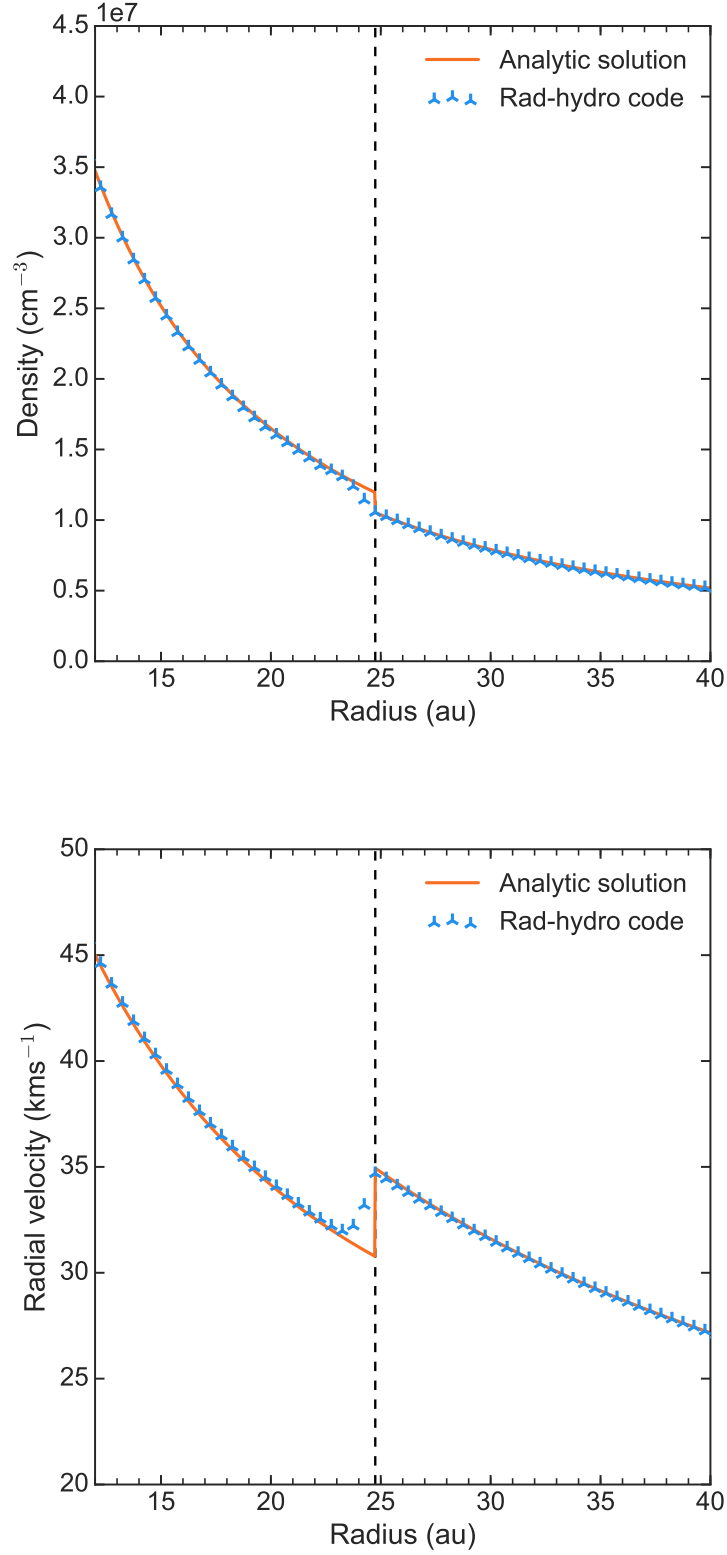 1e7
4.5
4.0
3.5
3.0
2.5
2.0
1.5
1.0
0.5
0.0
Density (cm−3)
Analytic solution
Rad-hydro code
15 20 25 30 35 40
Radius (au)
50
45
40
35
30
25
20
Radial velocity (kms−1)
Analytic solution
Rad-hydro code
15 20 25 30 35 40
Radius (au)